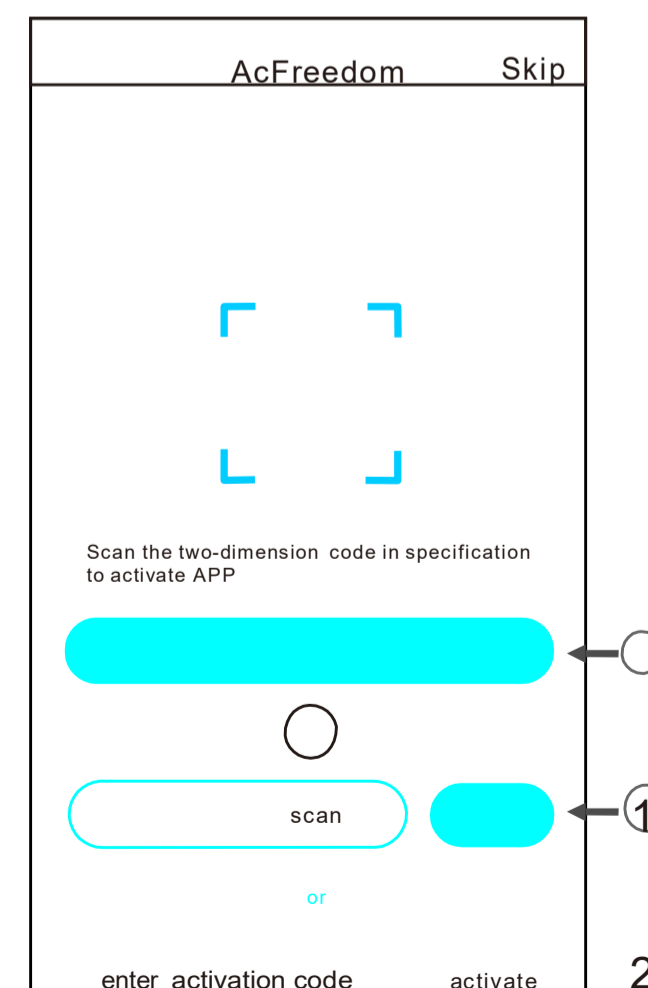 AcFreedom Skip
Scan the two-dimension code in specification
to activate APP
scan
1
or
enter activation code activate
2